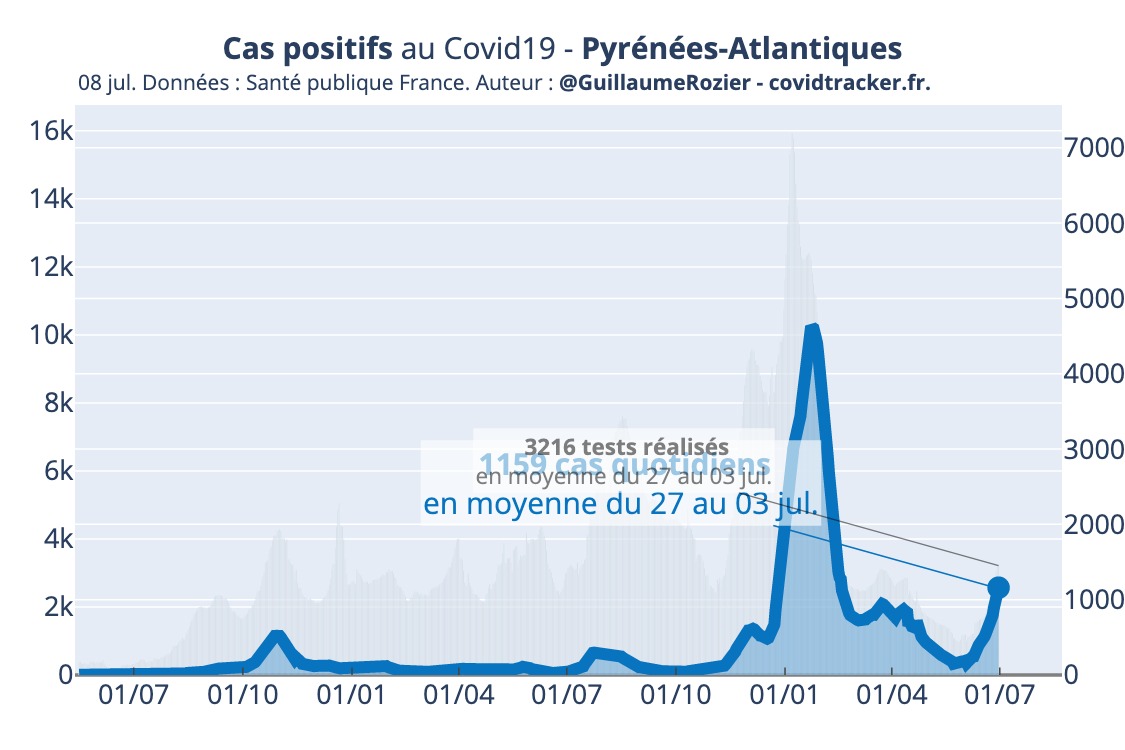 Cas positifs au Covid19 - Pyrénées-Atlantiques
08 jul. Données : Santé publique France. Auteur : @GuillaumeRozier - covidtracker.fr.
16k
14k
12k
10k
8k
6k
4k
2k
0
7000
6000
5000
4000
3000
2000
1000
0
3216 tests réalisés
1159 cas quotidiens
en moyenne du 27 au 03 jul.
en moyenne du 27 au 03 jul.
01/07 01/10 01/01 01/04 01/07 01/10 01/01 01/04 01/07